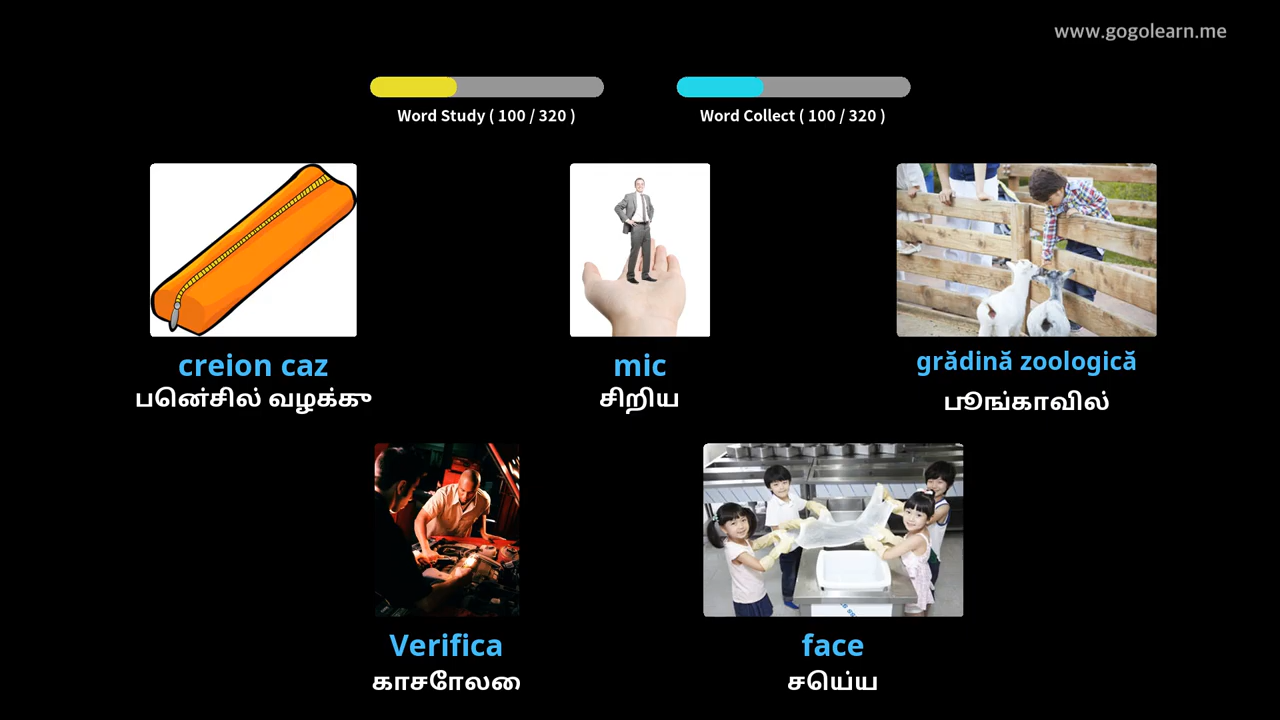 www.gogolearn.me
Word Study ( 100 / 320 )
Word Collect ( 100 / 320 )
creion caz
பென்சில் வழக்கு
mic
சிறிய
grădină zoologică
பூங்காவில்
Verifica
காசோலை
face
செய்ய